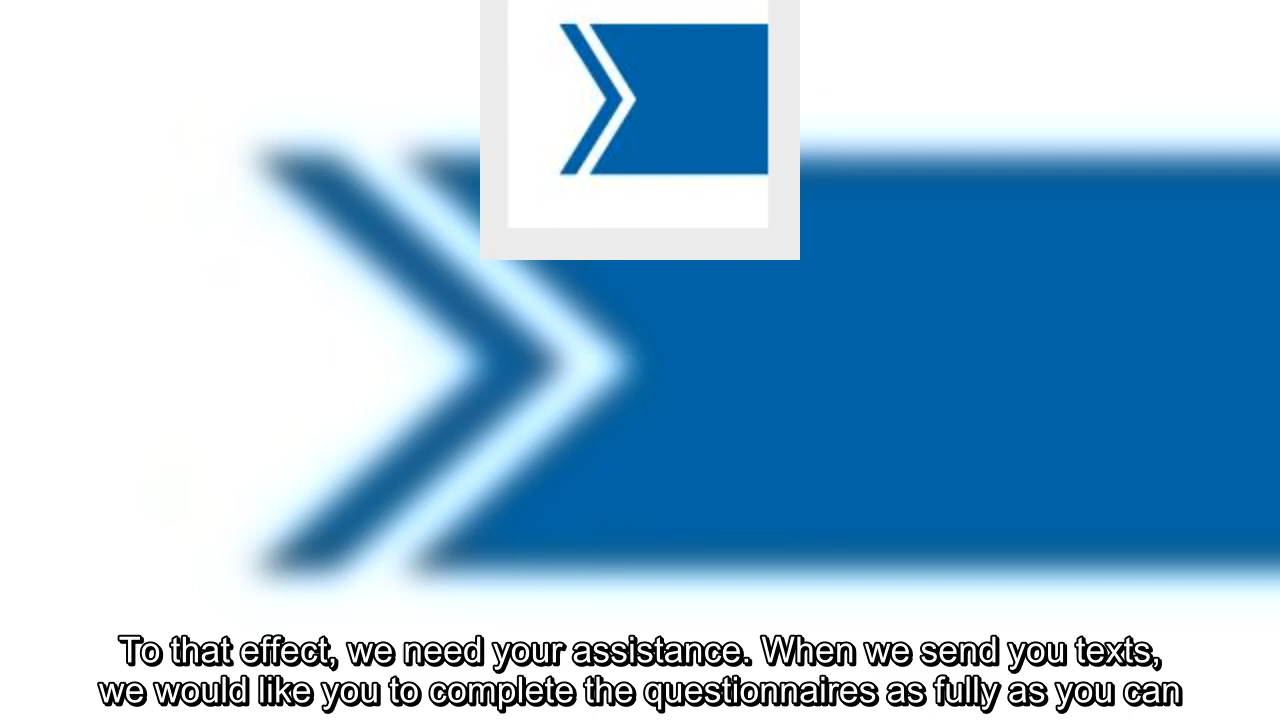 To that effect, we need your assistance. When we send you texts,
we would like you to complete the questionnaires as fully as you can